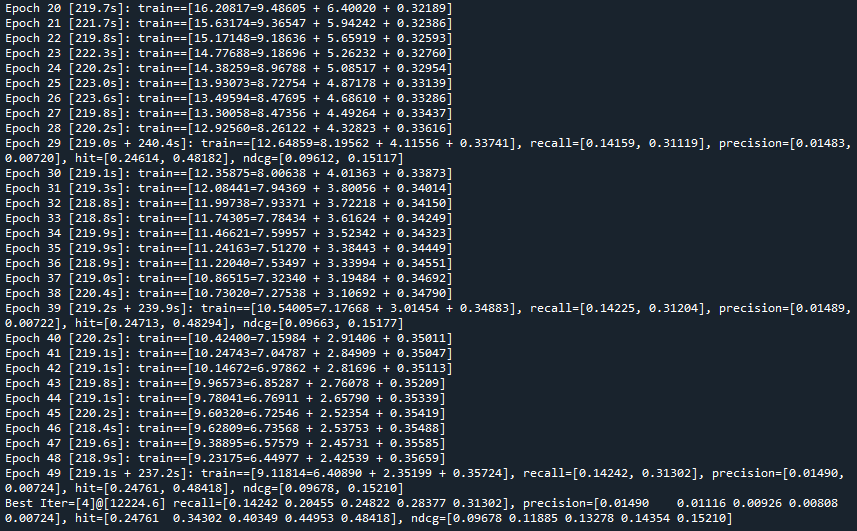 Epoch 20 [219.7s]: train==[16.20817=9.48605 + 6.40020 + 0.32189]
Epoch 21 [221.7s]: train==[15.63174=9.36547 + 5.94242 + 0.32386]
Epoch 22 [219.8s]: train==[15.17148=9.18636 + 5.65919 + 0.32593]
Epoch 23 [222.3s]: train==[14.77688=9.18696 + 5.26232 + 0.32760]
Epoch 24 [220.2s]: train==[14.38259=8.96788 + 5.08517 + 0.32954]
Epoch 25 [223.0s]: train==[13.93073=8.72754 + 4.87178 + 0.33139]
Epoch 26 [223.6s]: train==[13.49594=8.47695 + 4.68610 + 0.33286]
Epoch 27 [219.8s]: train==[13.30058=8.47356 + 4.49264 + 0.33437]
Epoch 28 [220.2s]: train==[12.92560=8.26122 + 4.32823 + 0.33616]
Epoch 29 [219.0s + 240.4s]: train==[12.64859=8.19562 + 4.11556 + 0.33741], recall=[0.14159, 0.31119], precision=[0.01483,
0.00720], hit=[0.24614, 0.48182], ndcg=[0.09612, 0.15117]
Epoch 30 [219.1s]: train==[12.35875=8.00638 + 4.01363 + 0.33873]
Epoch 31 [219.3s]: train==[12.08441=7.94369 + 3.80056 + 0.34014]
Epoch 32 [218.8s]: train==[11.99738=7.93371 + 3.72218 + 0.34150]
Epoch 33 [218.8s]: train==[11.74305=7.78434 + 3.61624 + 0.34249]
Epoch 34 [219.9s]: train==[11.46621=7.59957 + 3.52342 + 0.34323]
Epoch 35 [219.9s]: train==[11.24163=7.51270 + 3.38443 + 0.34449]
Epoch 36 [218.9s]: train==[11.22040=7.53497 + 3.33994 + 0.34551]
Epoch 37 [219.0s]: train==[10.86515=7.32340 + 3.19484 + 0.34692]
Epoch 38 [220.4s]: train==[10.73020=7.27538 + 3.10692 + 0.34790]
Epoch 39 [219.2s + 239.9s]: train==[10.54005=7.17668 + 3.01454 + 0.34883], recall=[0.14225, 0.31204], precision=[0.01489,
0.00722], hit=[0.24713, 0.48294], ndcg=[0.09663, 0.15177]
Epoch 40 [220.2s]: train==[10.42400=7.15984 + 2.91406 + 0.35011]
Epoch 41 [219.1s]: train==[10.24743=7.04787 + 2.84909 + 0.35047]
Epoch 42 [219.1s]: train==[10.14672=6.97862 + 2.81696 + 0.35113]
Epoch 43 [219.8s]: train==[9.96573=6.85287 + 2.76078 + 0.35209]
Epoch 44 [219.1s]: train==[9.78041=6.76911 + 2.65790 + 0.35339]
Epoch 45 [220.2s]: train==[9.60320=6.72546 + 2.52354 + 0.35419]
Epoch 46 [218.4s]: train==[9.62809=6.73568 + 2.53753 + 0.35488]
Epoch 47 [219.6s]: train==[9.38895=6.57579 + 2.45731 + 0.35585]
Epoch 48 [218.9s]: train==[9.23175=6.44977 + 2.42539 + 0.35659]
Epoch 49 [219.1s + 237.2s]: train==[9.11814=6.40890 + 2.35199 + 0.35724], recall=[0.14242, 0.31302], precision=[0.01490,
0.00724], hit=[0.24761, 0.48418], ndcg=[0.09678, 0.15210]
Best Iter=[4]@[12224.6] recall=[0.14242 0.20455 0.24822 0.28377 0.31302], precision=[0.01490    0.01116 0.00926 0.00808
0.00724], hit=[0.24761  0.34302 0.40349 0.44953 0.48418], ndcg=[0.09678 0.11885 0.13278 0.14354 0.15210]